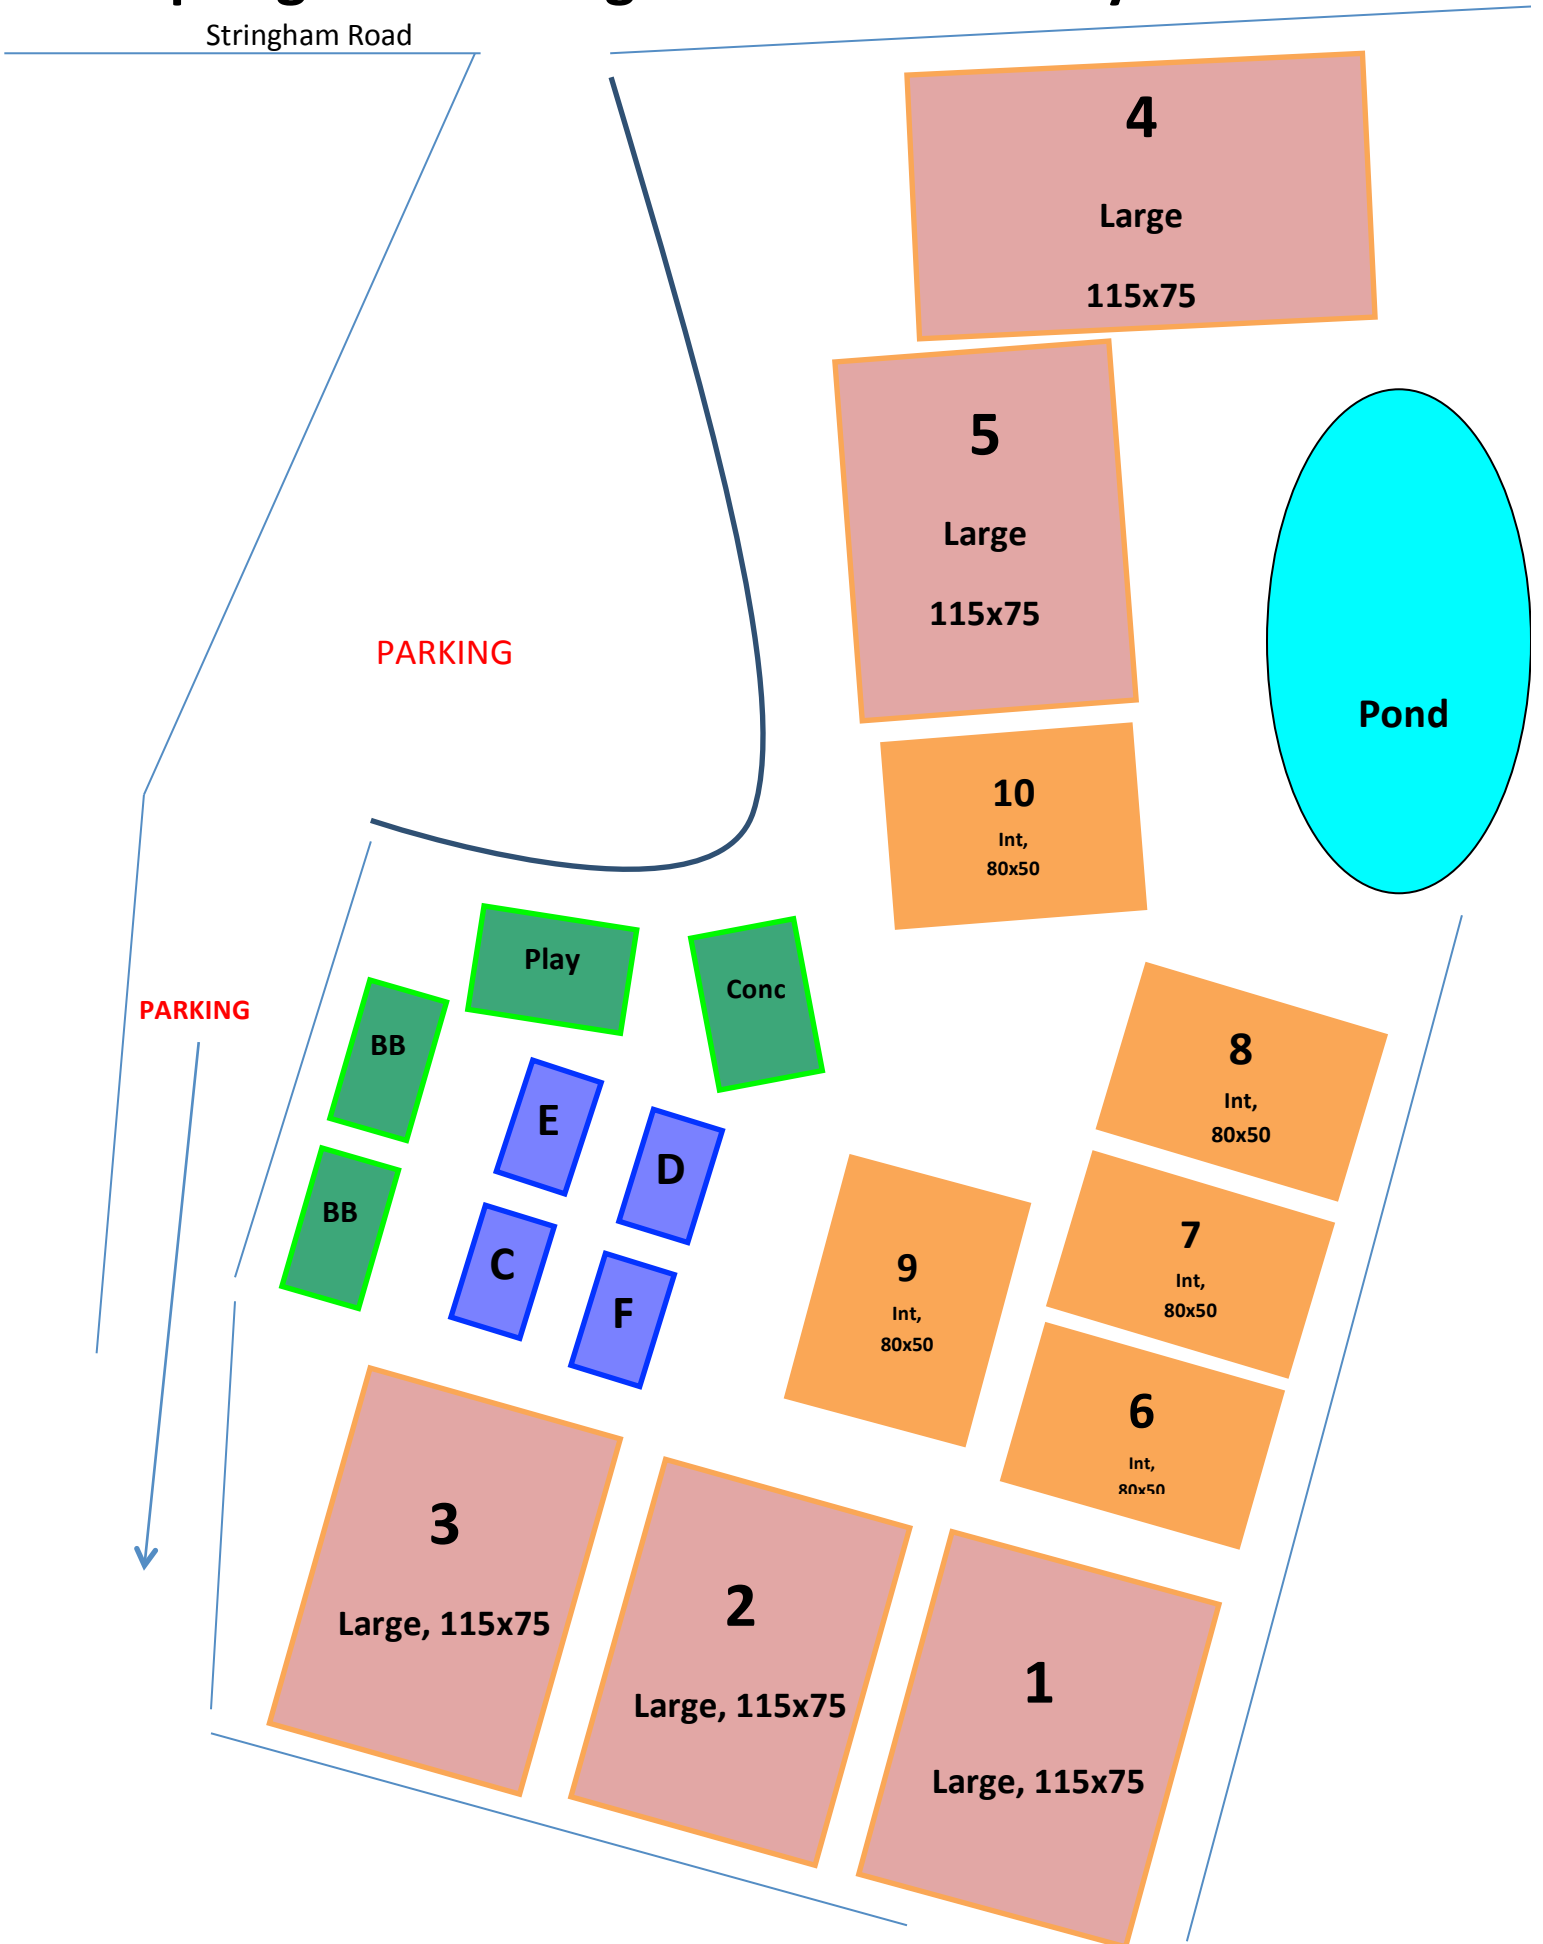 Stringham Road
4
Large
115x75
5
Large
115x75
PARKING
Pond
10
Int,
80x50
Play
Conc
PARKING
BB
8
Int,
80x50
E
D
BB
7
Int,
80x50
C
9
Int,
80x50
F
6
Int,
80x50
3
Large, 115x75
2
Large, 115x75
1
Large, 115x75